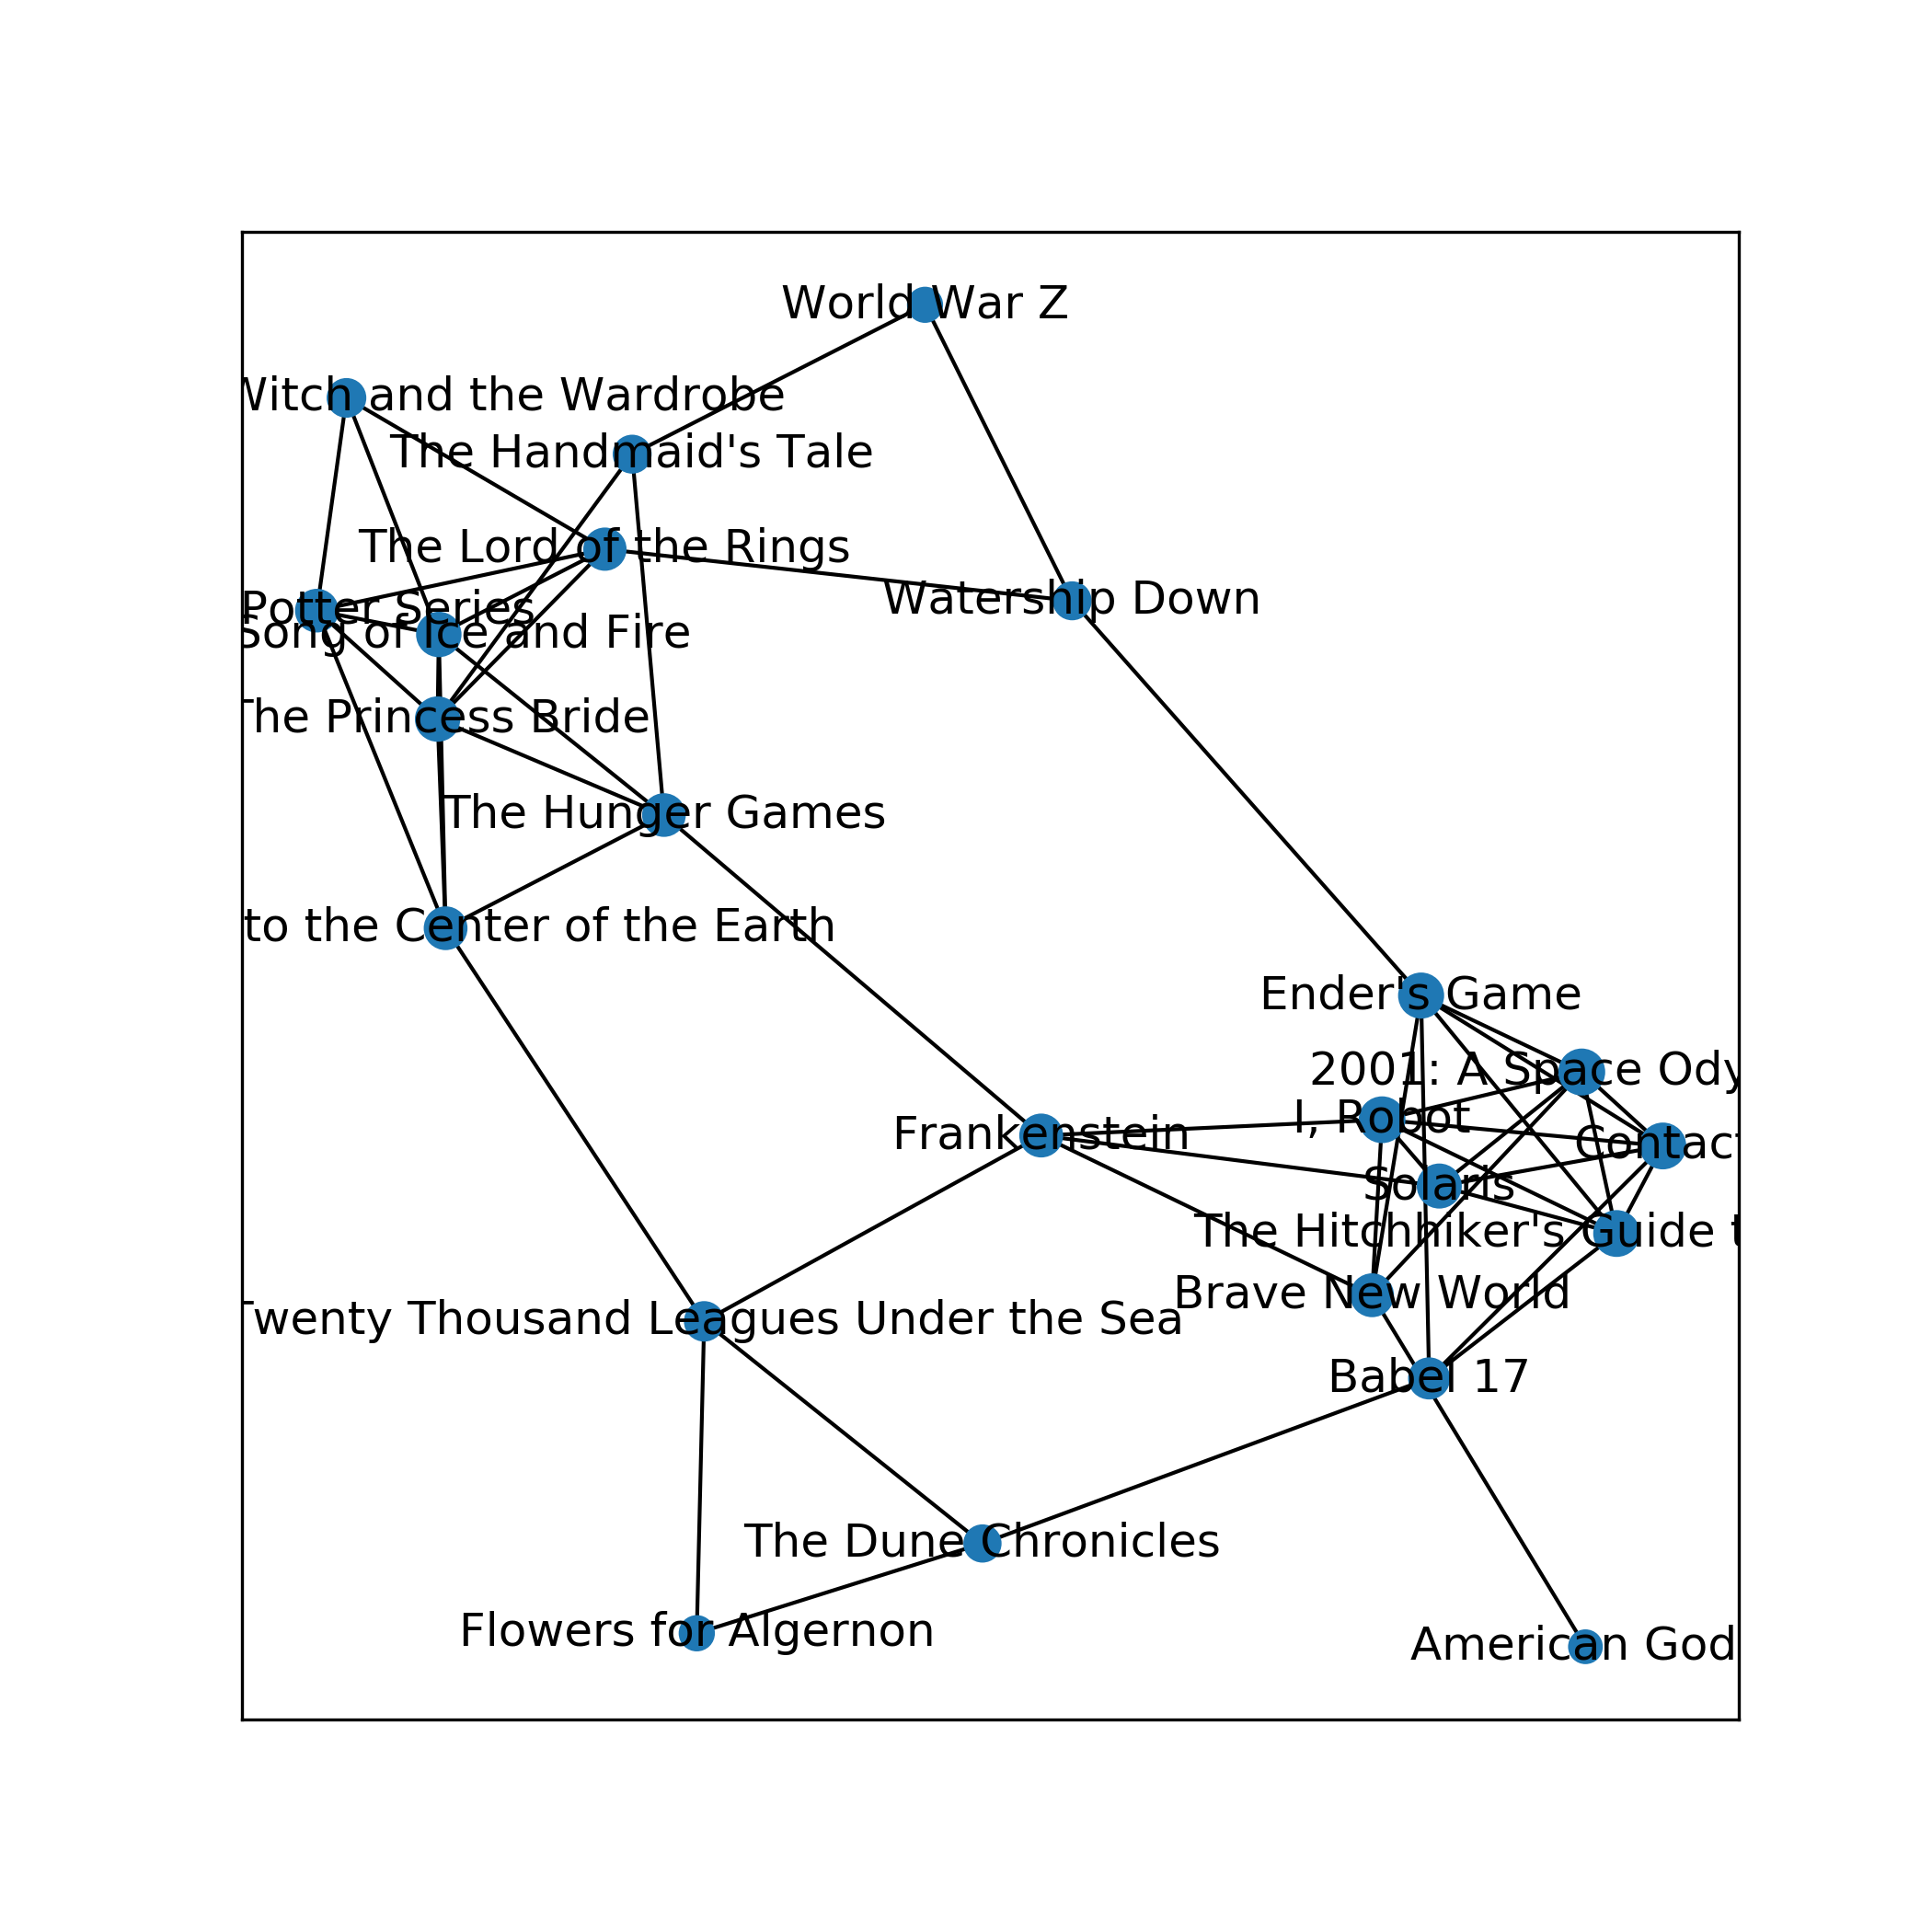 World War Z
Witch and the Wardrobe
The Handmaid's Tale
The Lord of the Rings
Watership Down
Potter Series
Song of Ice and Fire
The Princess Bride
The Hunger Games
to the Center of the Earth
Ender's Game
2001: A Space Ody
I, Robot
Frankenstein
Contact
Solaris
The Hitchhiker's Guide t
Brave New World
Twenty Thousand Leagues Under the Sea
Babel 17
The Dune Chronicles
Flowers for Algernon
American God